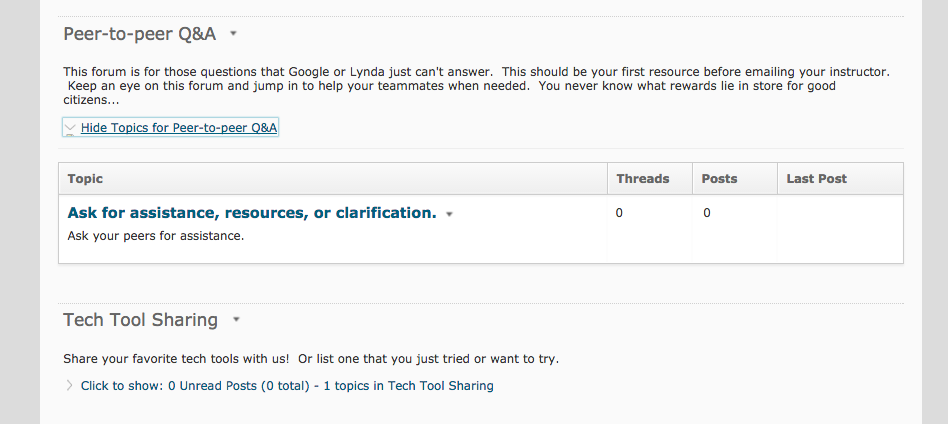 Peer-to-peer Q&A
This forum is for those questions that Google or Lynda just can't answer.  This should be your first resource before emailing your instructor.
Keep an eye on this forum and jump in to help your teammates when needed.  You never know what rewards lie in store for good
citizens...
Hide Topics for Peer-to-peer Q&A
Topic Threads Posts Last Post
Ask for assistance, resources, or clarification. 0 0
Ask your peers for assistance.
Tech Tool Sharing
Share your favorite tech tools with us!  Or list one that you just tried or want to try.
Click to show: 0 Unread Posts (0 total) - 1 topics in Tech Tool Sharing